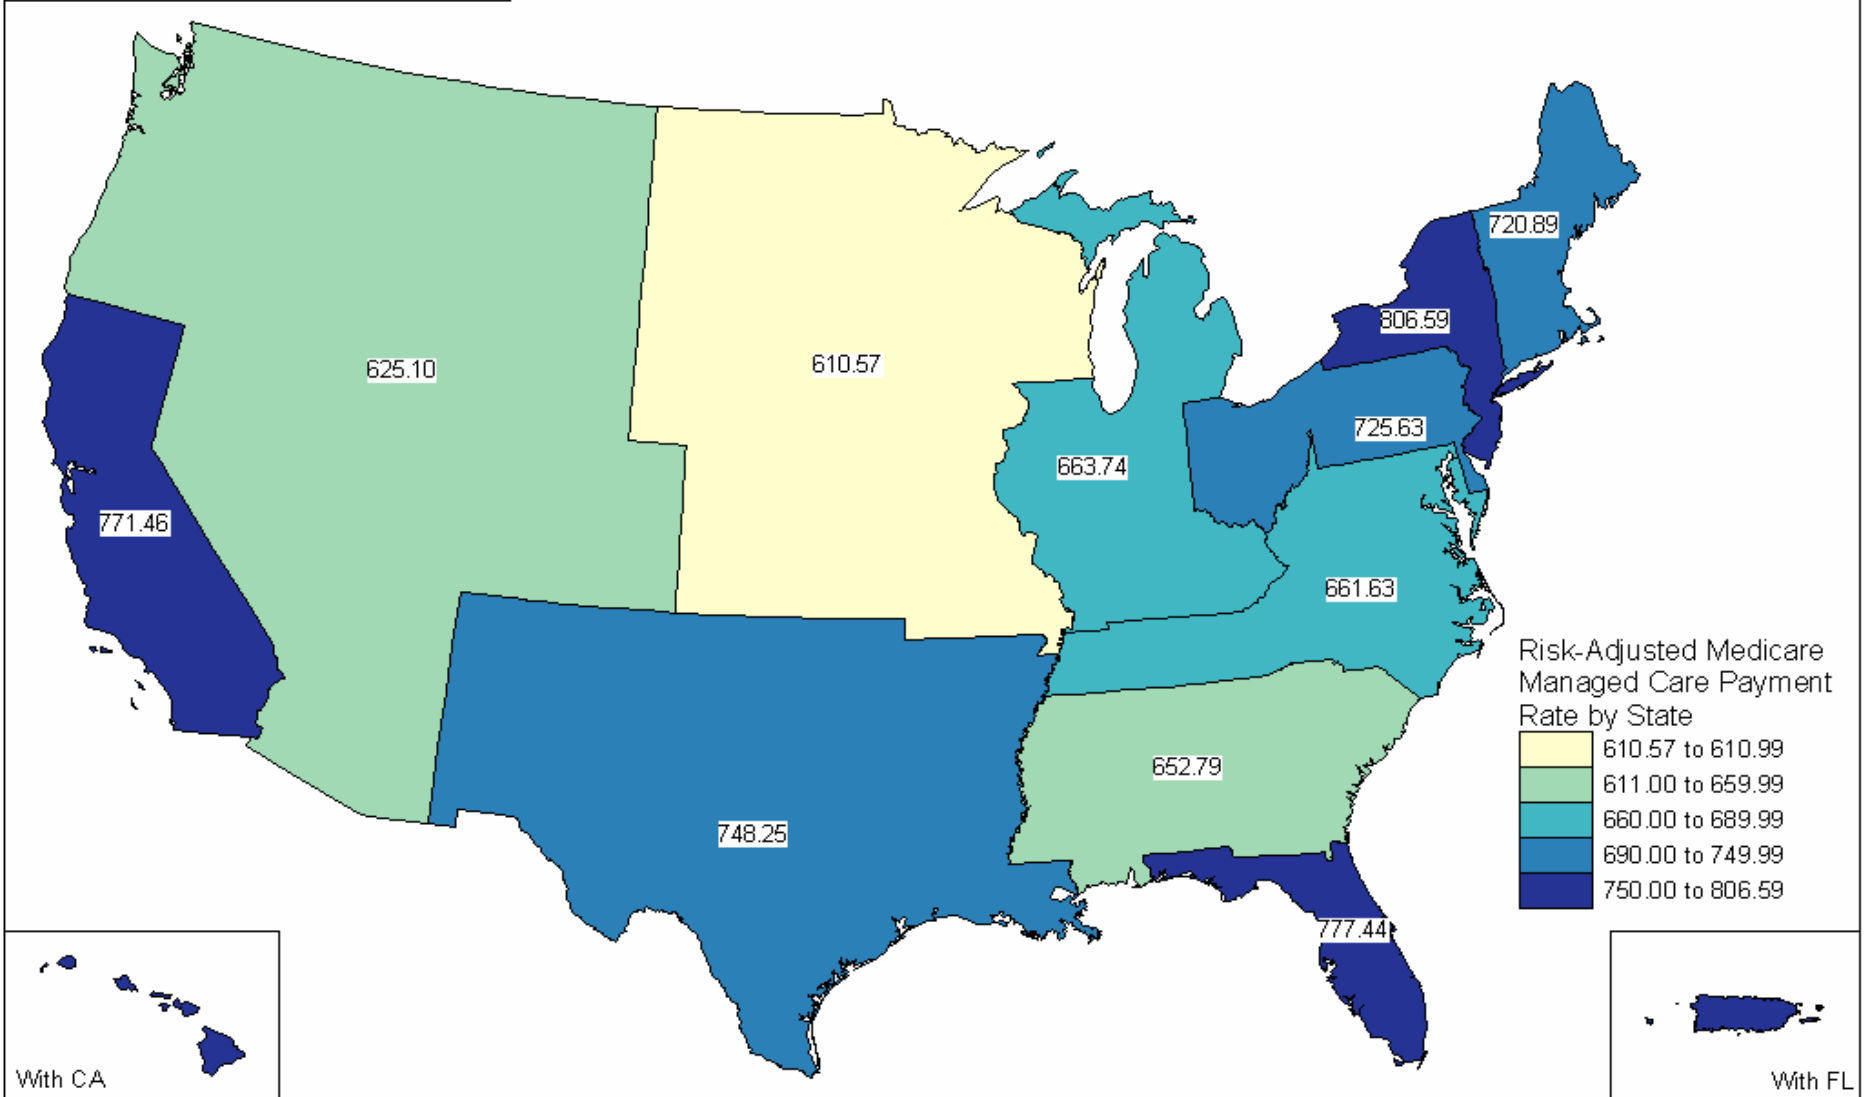 720.89
806.59
625.10
610.57
725.63
663.74
771.46
661.63
Risk-Adjusted Medicare
Managed Care Payment
Rate by State
610.57 to 610.99
611.00 to 659.99
660.00 to 689.99
690.00 to 749.99
750.00 to 806.59
652.79
748.25
777.44
With CA
With FL